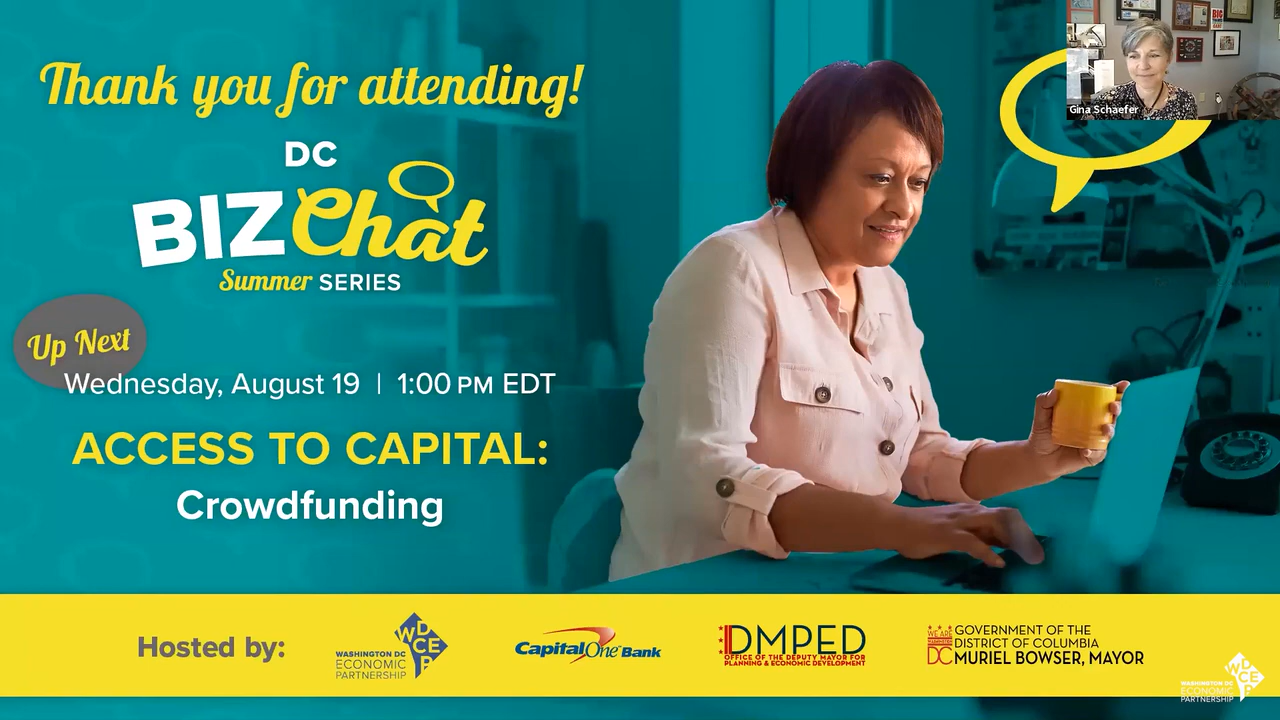 Thank you for attending!
DC
BIZ Chat
Summer SERIES
Up Next
Wednesday, August 19 | 1:00 PM EDT
ACCESS TO CAPITAL:
Crowdfunding
Gina Schaefer
BIG
Hosted by:
WDCEP
WASHINGTON DC
ECONOMIC
PARTNERSHIP
Capital One Bank
DMPED
OFFICE OF THE DEPUTY MAYOR FOR
PLANNING & ECONOMIC DEVELOPMENT
WE ARE
WASHINGTON
DC
GOVERNMENT OF THE
DISTRICT OF COLUMBIA
MURIEL BOWSER, MAYOR
WDCEP
WASHINGTON DC
ECONOMIC
PARTNERSHIP